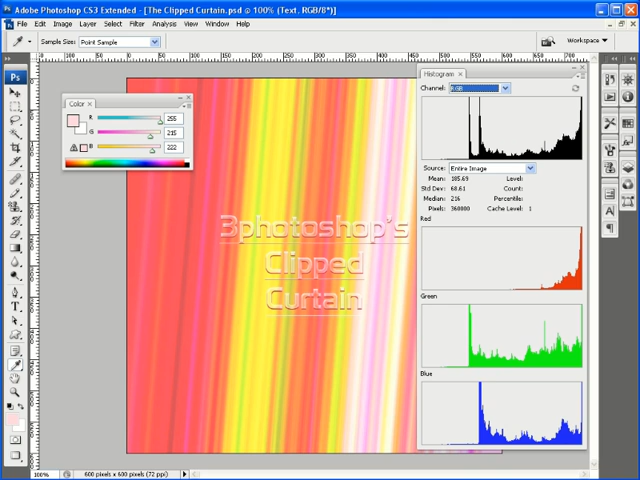 Adobe Photoshop CS3 Extended - [The Clipped Curtain.psd @ 100% (Text, RGB/8*)]
File Edit Image Layer Select Filter Analysis View Window Help
Sample Size: Point Sample
Workspace
Ps
Color
R 255
G 215
B 222
Histogram
Channel: RGB
Source: Entire Image
Mean: 185.69 Level:
Std Dev: 68.61 Count:
Median: 216 Percentile:
Pixels: 360000 Cache Level: 1
Red
Green
Blue
3photoshop's
Clipped
Curtain
100% 600 pixels x 600 pixels (72 ppi)